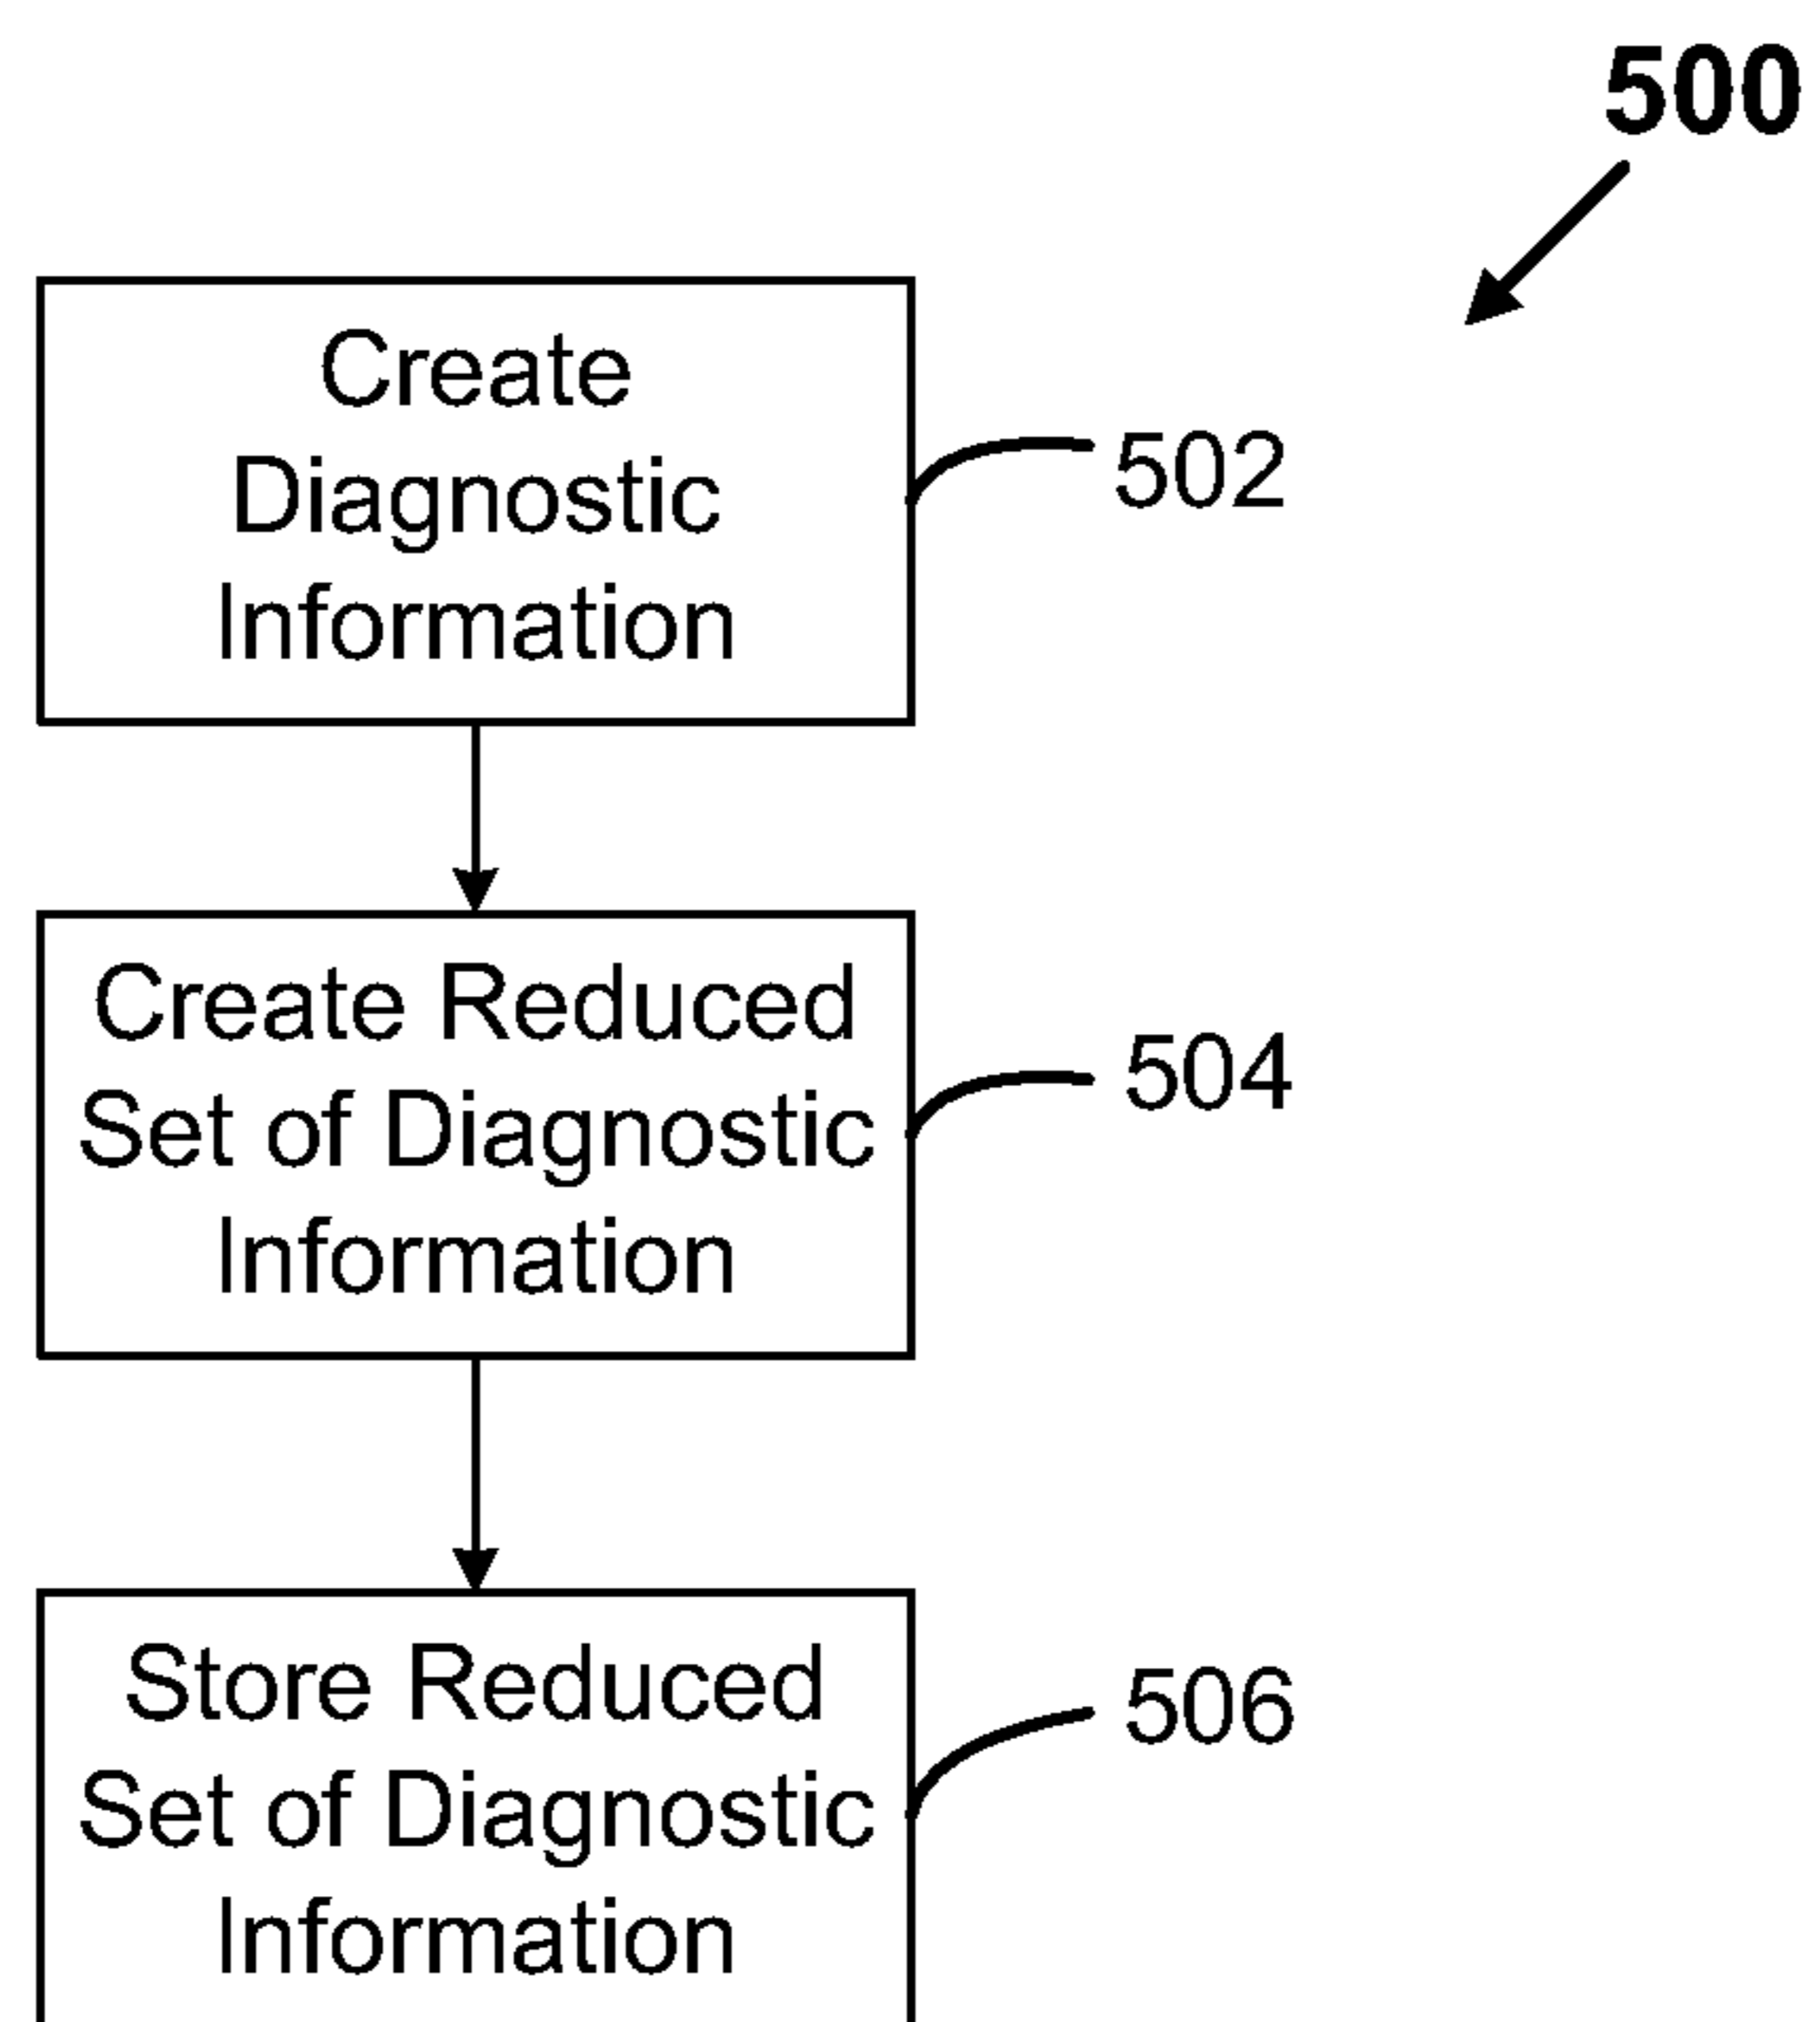 500
Create
Diagnostic
Information
502
Create Reduced
Set of Diagnostic
Information
504
Store Reduced
Set of Diagnostic
Information
506